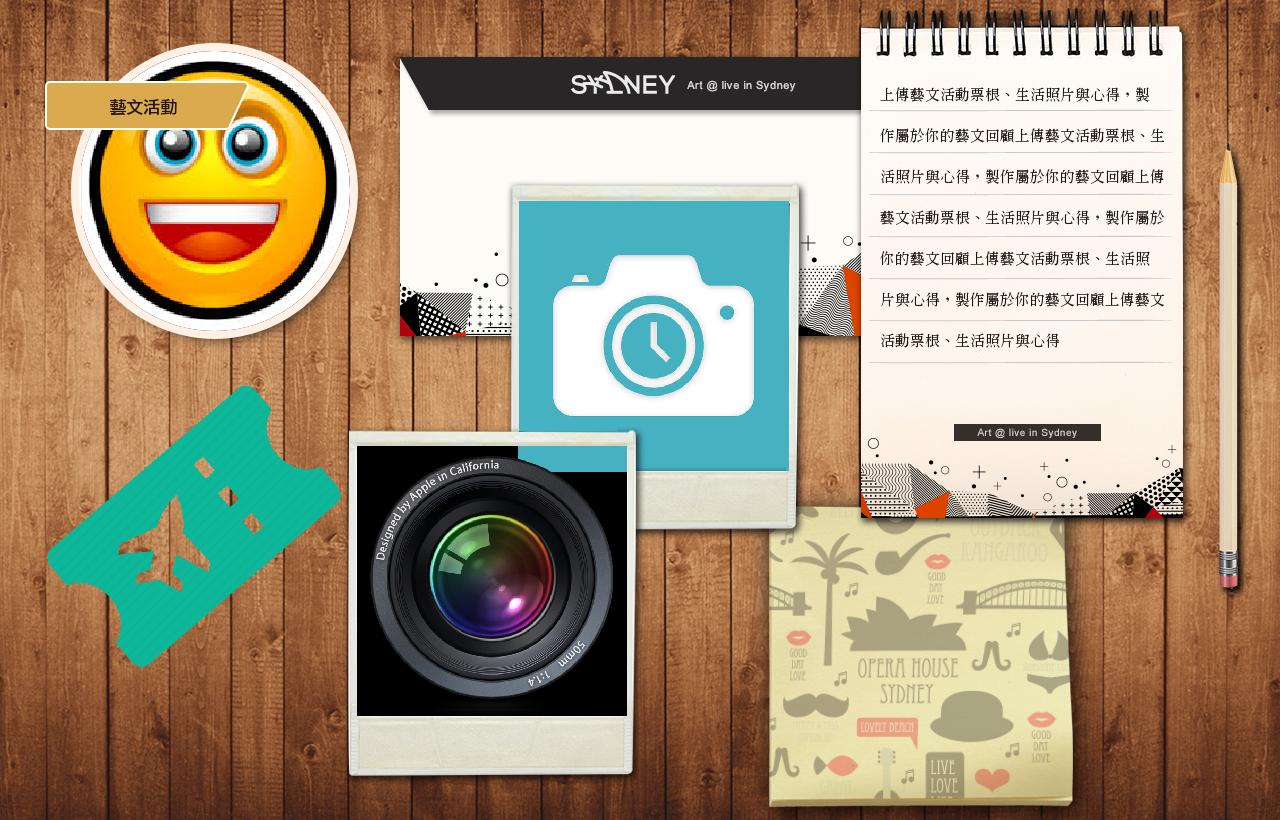 藝文活動
SYDNEY Art @ live in Sydney
上傳藝文活動票根、生活照片與心得，製
作屬於你的藝文回顧上傳藝文活動票根、生
活照片與心得，製作屬於你的藝文回顧上傳
藝文活動票根、生活照片與心得，製作屬於
你的藝文回顧上傳藝文活動票根、生活照
片與心得，製作屬於你的藝文回顧上傳藝文
活動票根、生活照片與心得
Art @ live in Sydney
Designed by Apple in California
50mm 1:1.4
KANGAROO
GOOD
DAY
LOVE
GOOD
DAY
LOVE
OPERA HOUSE
SYDNEY
LOVELY BEACH
GOOD
DAY
LOVE
LIVE
LOVE